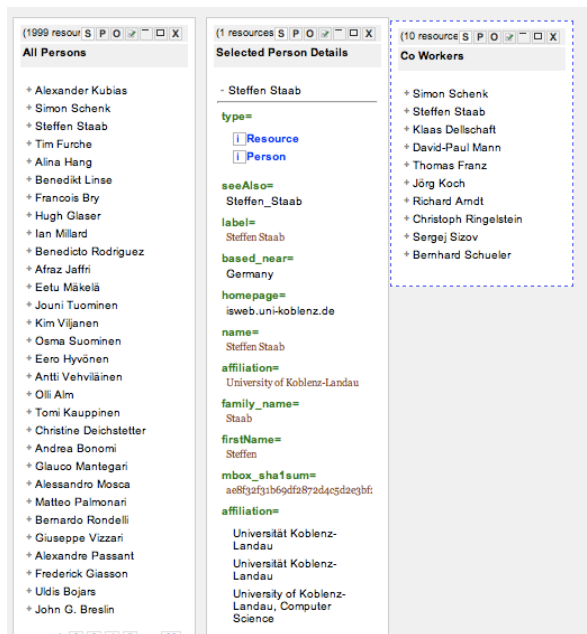 (1999 resour S P O X
All Persons
+ Alexander Kubias
+ Simon Schenk
+ Steffen Staab
+ Tim Furche
+ Alina Hang
+ Benedikt Linse
+ Francois Bry
+ Hugh Glaser
+ Ian Millard
+ Benedicto Rodriguez
+ Afraz Jaffri
+ Eetu Mäkelä
+ Jouni Tuominen
+ Kim Viljanen
+ Osma Suominen
+ Eero Hyvönen
+ Antti Vehviläinen
+ Olli Alm
+ Tomi Kauppinen
+ Christine Deichstetter
+ Andrea Bonomi
+ Glauco Mantegari
+ Alessandro Mosca
+ Matteo Palmonari
+ Bernardo Rondelli
+ Giuseppe Vizzari
+ Alexandre Passant
+ Frederick Giasson
+ Uldis Bojars
+ John G. Breslin
(1 resources S P O X
Selected Person Details
- Steffen Staab
type=
i Resource
i Person
seeAlso=
Steffen_Staab
label=
Steffen Staab
based_near=
Germany
homepage=
isweb.uni-koblenz.de
name=
Steffen Staab
affiliation=
University of Koblenz-Landau
family_name=
Staab
firstName=
Steffen
mbox_sha1sum=
ae8f32f31b69df2872d4c5d2e3bf:
affiliation=
Universität Koblenz-
Landau
Universität Koblenz-
Landau
University of Koblenz-
Landau, Computer
Science
(10 resource S P O X
Co Workers
+ Simon Schenk
+ Steffen Staab
+ Klaas Dellschaft
+ David-Paul Mann
+ Thomas Franz
+ Jörg Koch
+ Richard Arndt
+ Christoph Ringelstein
+ Sergej Sizov
+ Bernhard Schueler